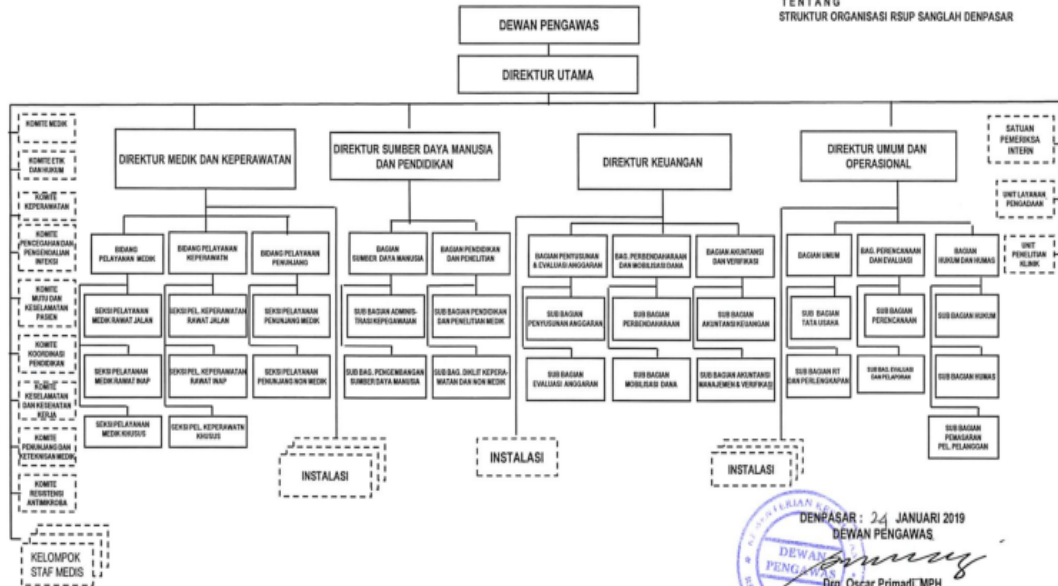 TENTANG
STRUKTUR ORGANISASI RSUP SANGLAH DENPASAR
DEWAN PENGAWAS
DIREKTUR UTAMA
KOMITE MEDIK
KOMITE ETIK
DAN HUKUM
KOMITE
KEPERAWATAN
KOMITE
PENCEGAHAN DAN
PENGENDALIAN
INFEKSI
KOMITE
MUTU DAN
KESELAMATAN
PASIEN
KOMITE
KOORDINASI
PENDIDIKAN
KOMITE
KESELAMATAN
DAN KESEHATAN
KERJA
KOMITE
PENUNJANG DAN
KETEKNISAN MEDIK
KOMITE
RESISTENSI
ANTIMIKROBA
KELOMPOK
STAF MEDIS
DIREKTUR MEDIK DAN KEPERAWATAN
BIDANG
PELAYANAN MEDIK
SEKSI PELAYANAN
MEDIK RAWAT JALAN
SEKSI PELAYANAN
MEDIK RAWAT INAP
SEKSI PELAYANAN
MEDIK KHUSUS
BIDANG PELAYANAN
KEPERAWATN
SEKSI PEL. KEPERAWATAN
RAWAT JALAN
SEKSI PEL. KEPERAWATAN
RAWAT INAP
SEKSI PEL. KEPERAWATN
KHUSUS
BIDANG PELAYANAN
PENUNJANG
SEKSI PELAYANAN
PENUNJANG MEDIK
SEKSI PELAYANAN
PENUNJANG NON MEDIK
INSTALASI
DIREKTUR SUMBER DAYA MANUSIA
DAN PENDIDIKAN
BAGIAN
SUMBER DAYA MANUSIA
SUB BAGIAN ADMINIS-
TRASI KEPEGAWAIAN
SUB BAG. PENGEMBANGAN
SUMBER DAYA MANUSIA
BAGIAN PENDIDIKAN
DAN PENELITIAN
SUB BAGIAN PENDIDIKAN
DAN PENELITIAN MEDIK
SUB BAG. DIKLIT KEPERA-
WATAN DAN NON MEDIK
DIREKTUR KEUANGAN
BAGIAN PENYUSUNAN
& EVALUASI ANGGARAN
SUB BAGIAN
PENYUSUNAN ANGGARAN
SUB BAGIAN
EVALUASI ANGGARAN
BAG. PERBENDAHARAAN
DAN MOBILISASI DANA
SUB BAGIAN
PERBENDAHARAAN
SUB BAGIAN
MOBILISASI DANA
BAGIAN AKUNTANSI
DAN VERIFIKASI
SUB BAGIAN
AKUNTANSI KEUANGAN
SUB BAGIAN AKUNTANSI
MANAJEMEN & VERIFIKASI
INSTALASI
DIREKTUR UMUM DAN
OPERASIONAL
BAGIAN UMUM
SUB BAGIAN
TATA USAHA
SUB BAGIAN RT
DAN PERLENGKAPAN
BAG. PERENCANAAN
DAN EVALUASI
SUB BAGIAN
PERENCANAAN
SUB BAG. EVALUASI
DAN PELAPORAN
BAGIAN
HUKUM DAN HUMAS
SUB BAGIAN HUKUM
SUB BAGIAN HUMAS
SUB BAGIAN
PEMASARAN
PEL. PELANGGAN
INSTALASI
SATUAN
PEMERIKSA
INTERN
UNIT LAYANAN
PENGADAAN
UNIT
PENELITIAN
KLINIK
DENPASAR : 24 JANUARI 2019
DEWAN PENGAWAS
DEWAN
PENGAWAS
Drg. Oscar Primadi, MPH